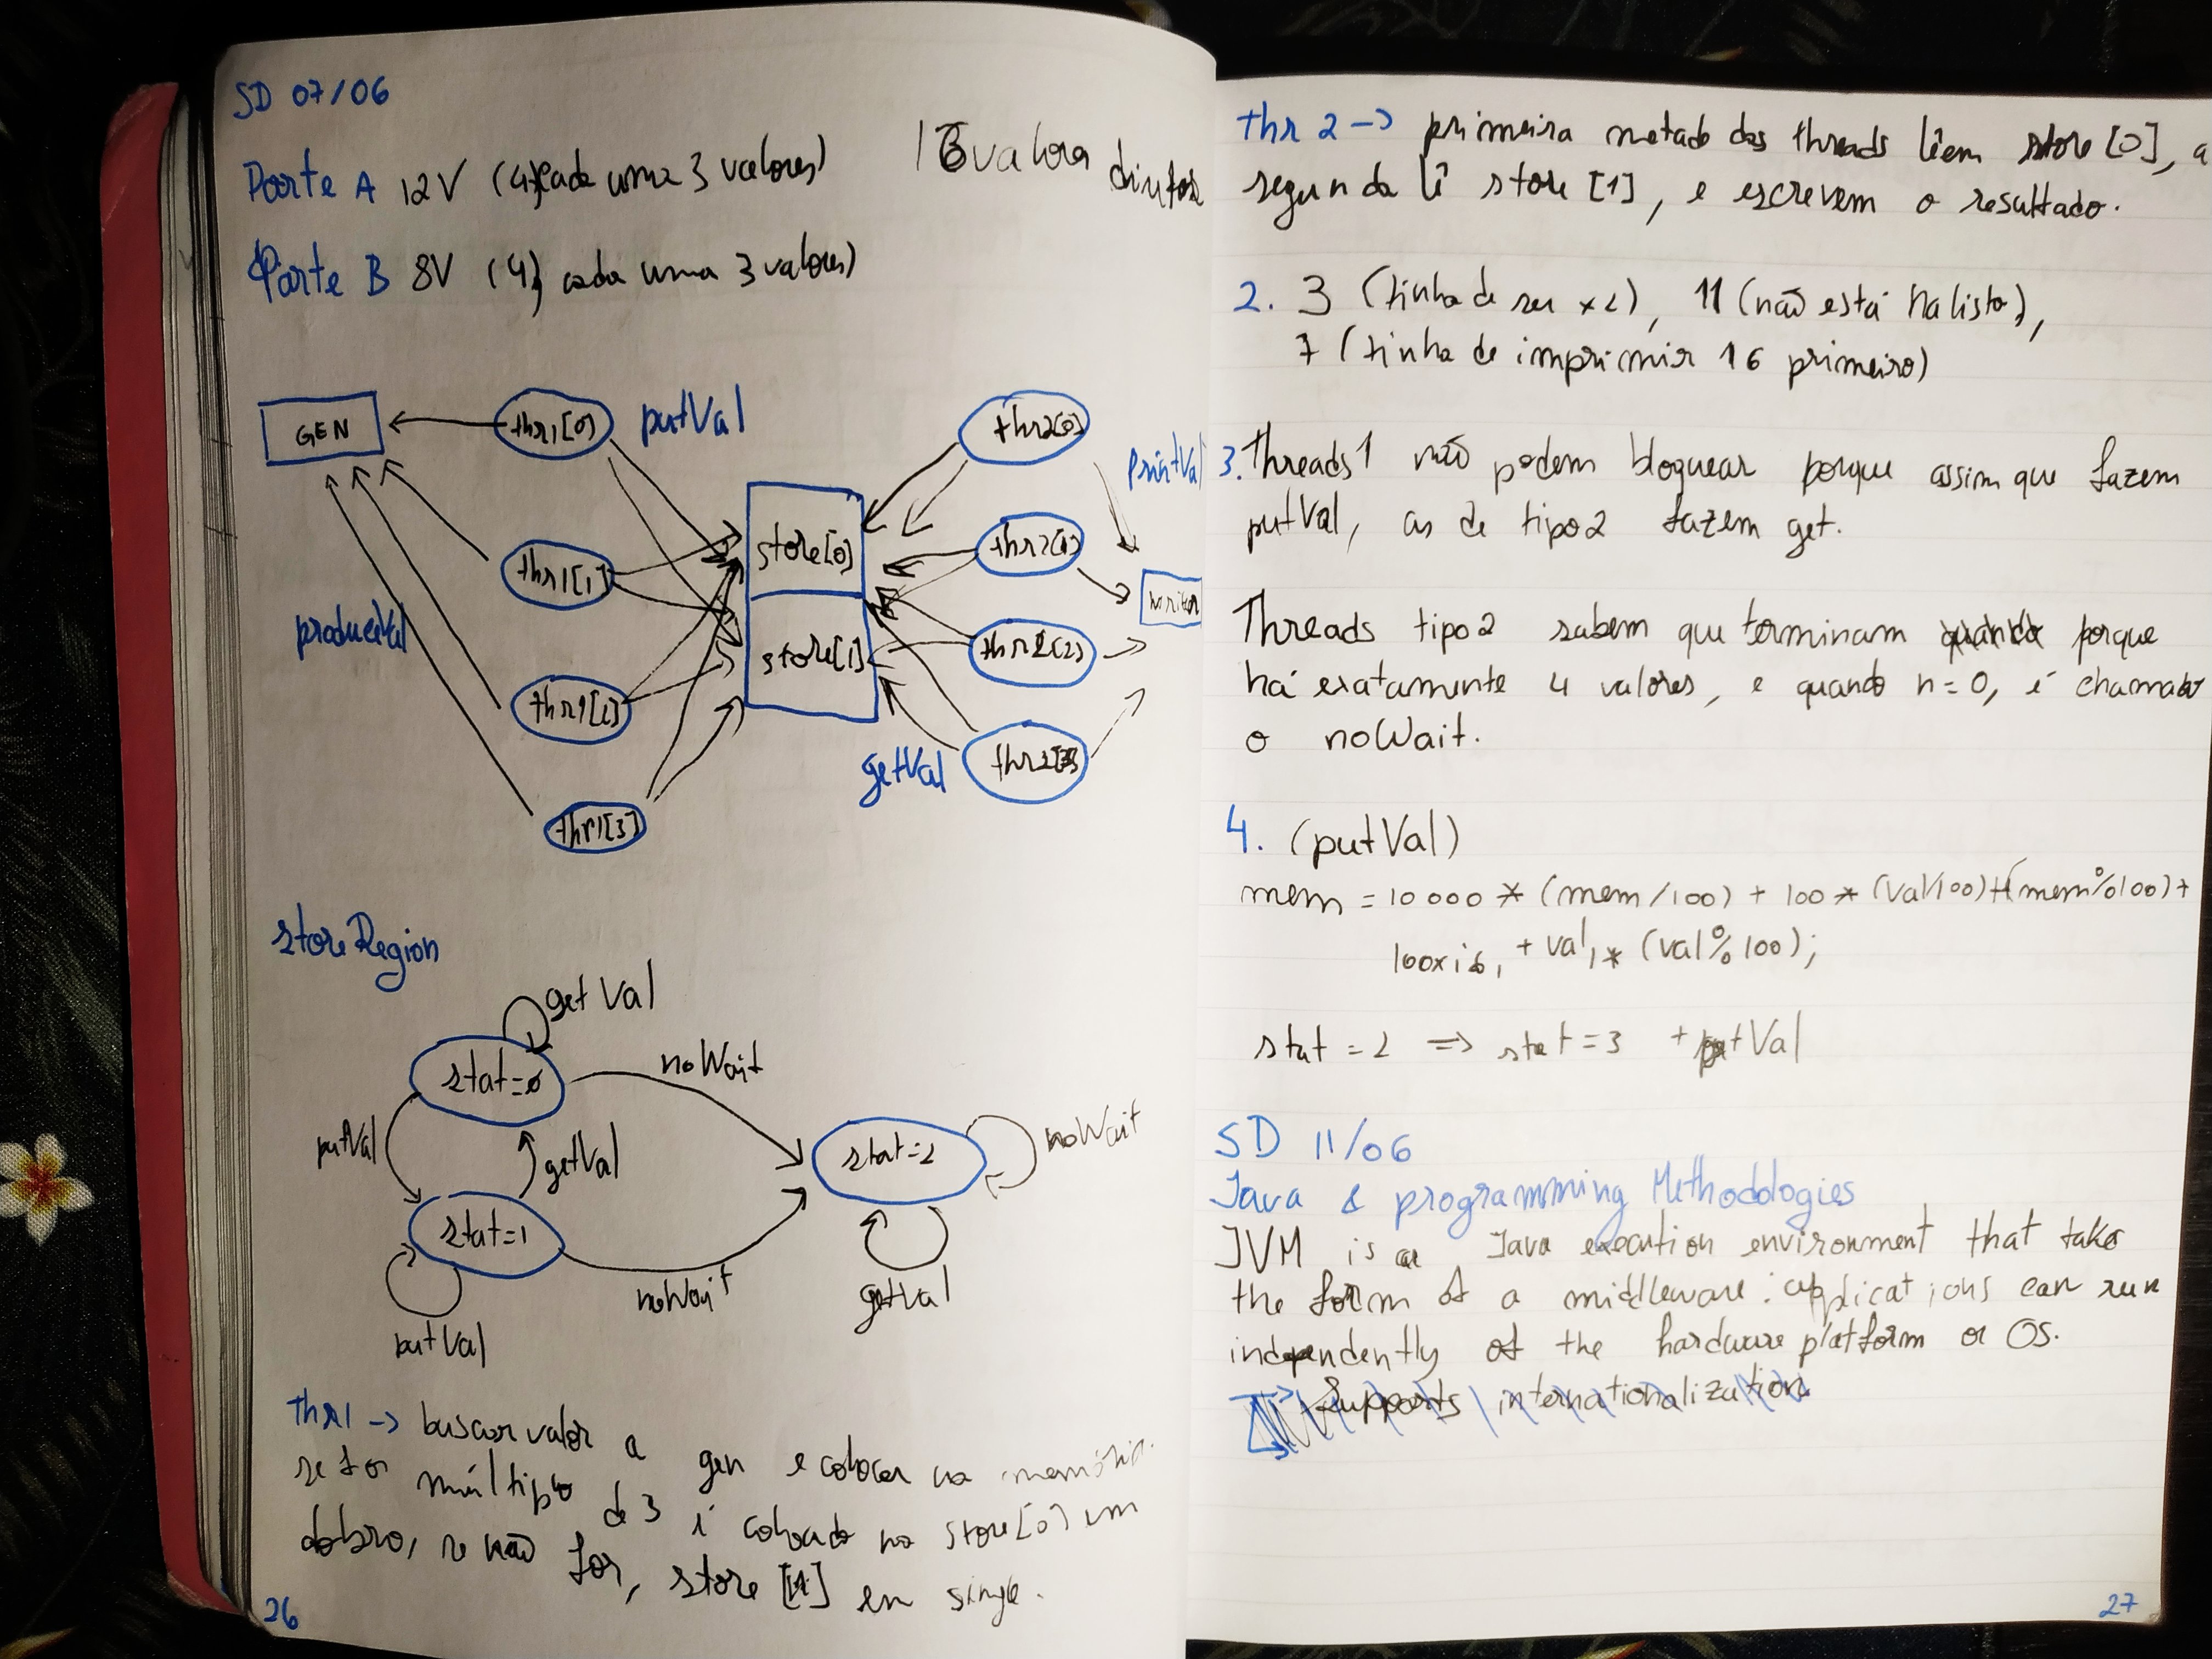 SD 07/06
Parte A 12V (4, cada uma 3 valores)
16 valora
Parte B 8V (4, cada uma 3 valores)
GEN
thr1[0]
putVal
thr2[0]
printVal
store[0]
thr1[1]
thr2[1]
produceVal
store[1]
thr2[2]
thr1[2]
getVal
thr2[3]
thr1[3]
store Region
getVal
stat=0
noWait
putVal
getVal
stat=2
noWait
stat=1
noWait
getVal
putVal
Thr1 -> buscar valor a gen e colocar na memória.
se for múltiplo de 3 é colocado no store[0] em
dobro, se não for, store [1] em single.
26
thr 2 -> primeira metade das threads lêem store [0], a
segunda lê store [1], e escrevem o resultado.
2. 3 (tinha de ser x2), 11 (não está na lista),
7 (tinha de imprimir 16 primeiro)
3. Threads 1 não podem bloquear porque assim que fazem
putVal, as de tipo 2 fazem get.
Threads tipo 2 sabem que terminam porque
há exatamente 4 valores, e quando n=0, é chamado
o noWait.
4. (putVal)
mem = 10 000 * (mem/100) + 100 * (val/100) + (mem%100) +
+ val, * (val%100);
stat = 2 => stat = 3 + putVal
SD 11/06
Java & programming Methodologies
JVM is a Java execution environment that take
the form of a middleware: applications can run
independently of the hardware platform or OS.
Supports internationalization
27